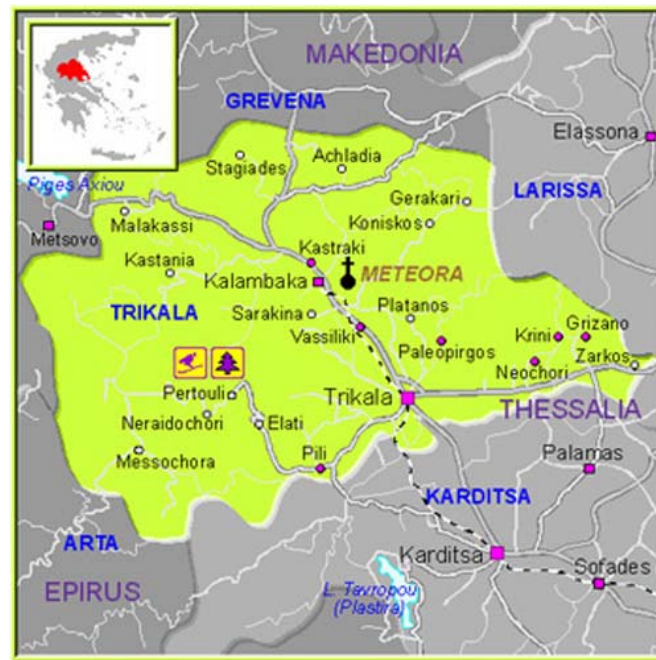 MAKEDONIA
GREVENA
Elassona
Stagiades
Achladia
Piges Axiou
LARISSA
Gerakari
Malakassi
Koniskos
Metsovo
Kastraki
Kastania
Kalambaka
METEORA
TRIKALA
Sarakina
Platanos
Vassiliki
Krini
Grizano
Paleopirgos
Neochori
Zarkos
Pertouli
Trikala
THESSALIA
Neraidochori
Elati
Messochora
Pili
Palamas
KARDITSA
ARTA
Karditsa
EPIRUS
Sofades
L. Tavropou
(Plastira)